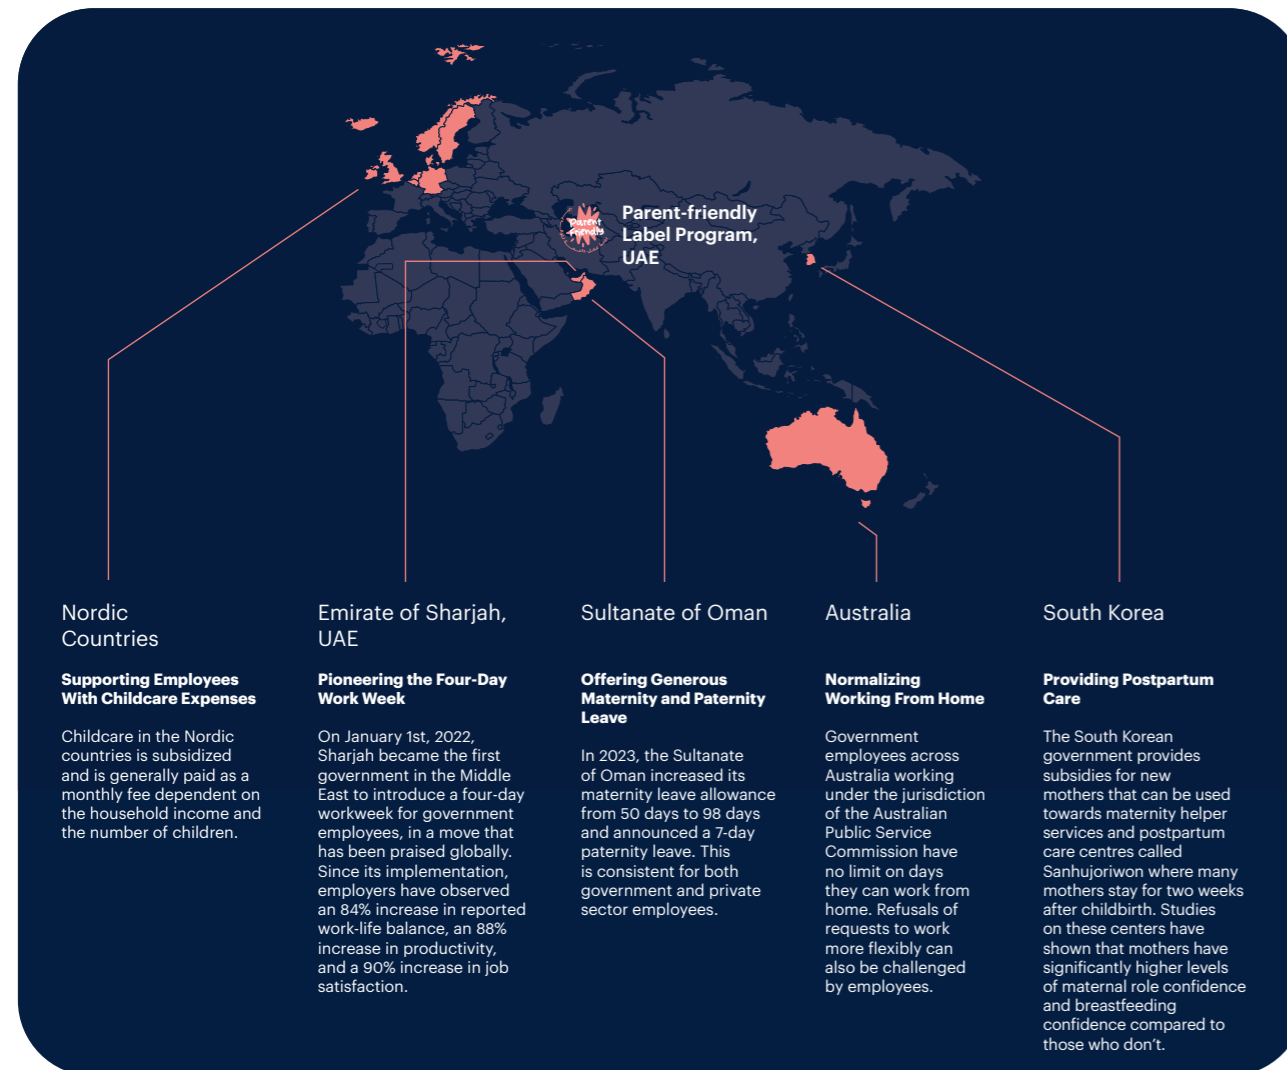 Parent
friendly
Parent-friendly
Label Program,
UAE
Nordic
Countries
Supporting Employees
With Childcare Expenses
Childcare in the Nordic
countries is subsidized
and is generally paid as a
monthly fee dependent on
the household income and
the number of children.
Emirate of Sharjah,
UAE
Pioneering the Four-Day
Work Week
On January 1st, 2022,
Sharjah became the first
government in the Middle
East to introduce a four-day
workweek for government
employees, in a move that
has been praised globally.
Since its implementation,
employers have observed
an 84% increase in reported
work-life balance, an 88%
increase in productivity,
and a 90% increase in job
satisfaction.
Sultanate of Oman
Offering Generous
Maternity and Paternity
Leave
In 2023, the Sultanate
of Oman increased its
maternity leave allowance
from 50 days to 98 days
and announced a 7-day
paternity leave. This
is consistent for both
government and private
sector employees.
Australia
Normalizing
Working From Home
Government
employees across
Australia working
under the jurisdiction
of the Australian
Public Service
Commission have
no limit on days
they can work from
home. Refusals of
requests to work
more flexibly can
also be challenged
by employees.
South Korea
Providing Postpartum
Care
The South Korean
government provides
subsidies for new
mothers that can be used
towards maternity helper
services and postpartum
care centres called
Sanhujoriwon where many
mothers stay for two weeks
after childbirth. Studies
on these centers have
shown that mothers have
significantly higher levels
of maternal role confidence
and breastfeeding
confidence compared to
those who don’t.